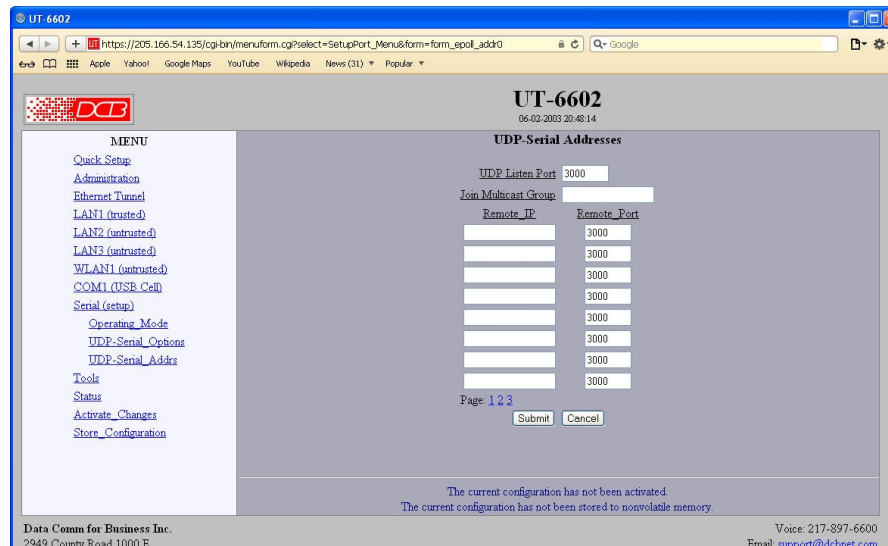 UT-6602
https://205.166.54.135/cgi-bin/menuform.cgi?select=SetupPort_Menu&form=form_epoll_addr0
Google
Apple Yahoo! Google Maps YouTube Wikipedia News (31) Popular
DCB
UT-6602
06-02-2003 20:48:14
MENU
Quick Setup
Administration
Ethernet Tunnel
LAN1 (trusted)
LAN2 (untrusted)
LAN3 (untrusted)
WLAN1 (untrusted)
COM1 (USB Cell)
Serial (setup)
Operating_Mode
UDP-Serial_Options
UDP-Serial_Addrs
Tools
Status
Activate_Changes
Store_Configuration
UDP-Serial Addresses
UDP Listen Port 3000
Join Multicast Group
Remote_IP Remote_Port
3000
3000
3000
3000
3000
3000
3000
3000
Page: 1 2 3
Submit Cancel
The current configuration has not been activated.
The current configuration has not been stored to nonvolatile memory.
Data Comm for Business Inc. Voice: 217-897-6600
2949 County Road 1000 E Email: support@dcbnet.com